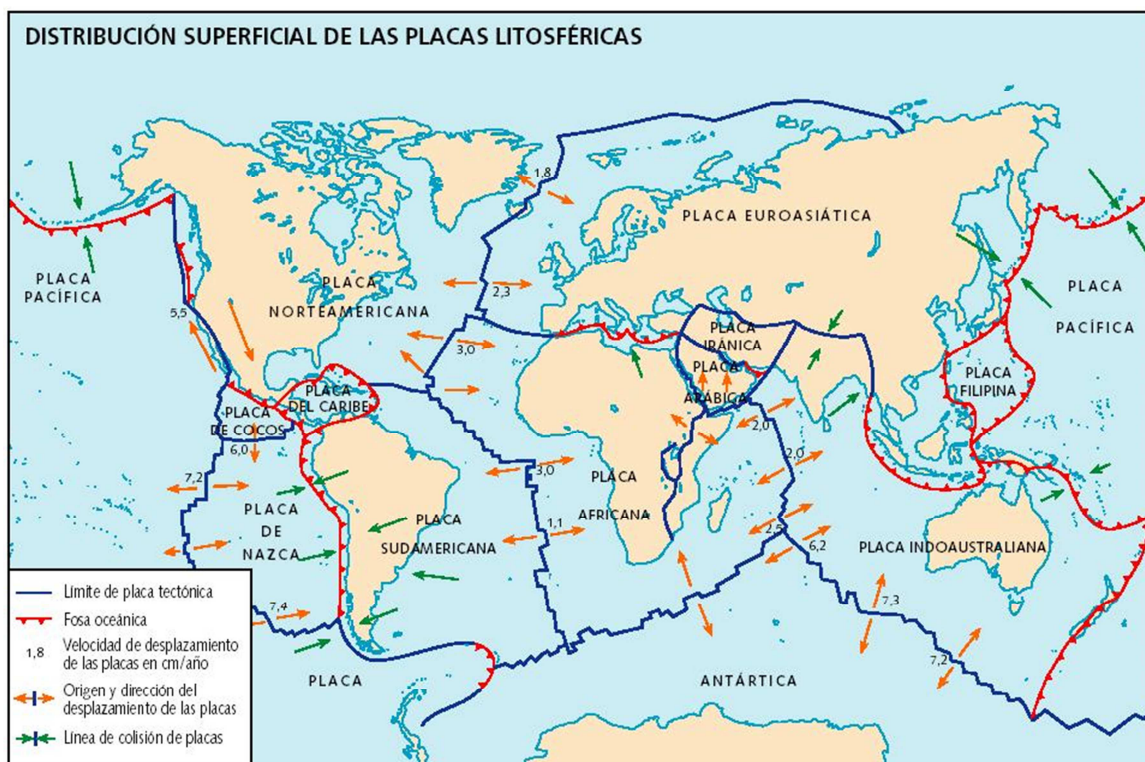 DISTRIBUCIÓN SUPERFICIAL DE LAS PLACAS LITOSFÉRICAS
1,8
PLACA EUROASIÁTICA
PLACA
PACÍFICA
PLACA
NORTEAMERICANA
2,3
PLACA
PACÍFICA
5,5
3,0
PLACA
IRÁNICA
PLACA
ARÁBICA
PLACA
FILIPINA
PLACA
DEL CARIBE
PLACA
DE COCOS
6,0
2,0
2,0
7,2
3,0
PLACA
AFRICANA
PLACA
DE
NAZCA
PLACA
SUDAMERICANA
1,1
2,5
6,2
PLACA INDOAUSTRALIANA
7,4
7,3
7,2
PLACA
ANTÁRTICA
Límite de placa tectónica
Fosa oceánica
1,8
Velocidad de desplazamiento
de las placas en cm/año
Origen y dirección del
desplazamiento de las placas
Línea de colisión de placas